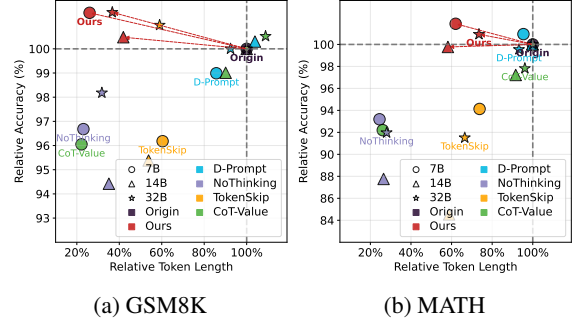 (a)
Ours
Origin
D-Prompt
NoThinking
CoT-Value
TokenSkip
7B
14B
32B
Origin
Ours
D-Prompt
NoThinking
TokenSkip
CoT-Value
100
99
98
97
96
95
94
93
20% 40% 60% 80% 100%
Relative Accuracy (%)
Relative Token Length
(a) GSM8K
(b)
Ours
Origin
D-Prompt
CoT-Value
NoThinking
TokenSkip
7B
14B
32B
Origin
Ours
D-Prompt
NoThinking
TokenSkip
CoT-Value
102
100
98
96
94
92
90
88
86
84
20% 40% 60% 80% 100%
Relative Accuracy (%)
Relative Token Length
(b) MATH